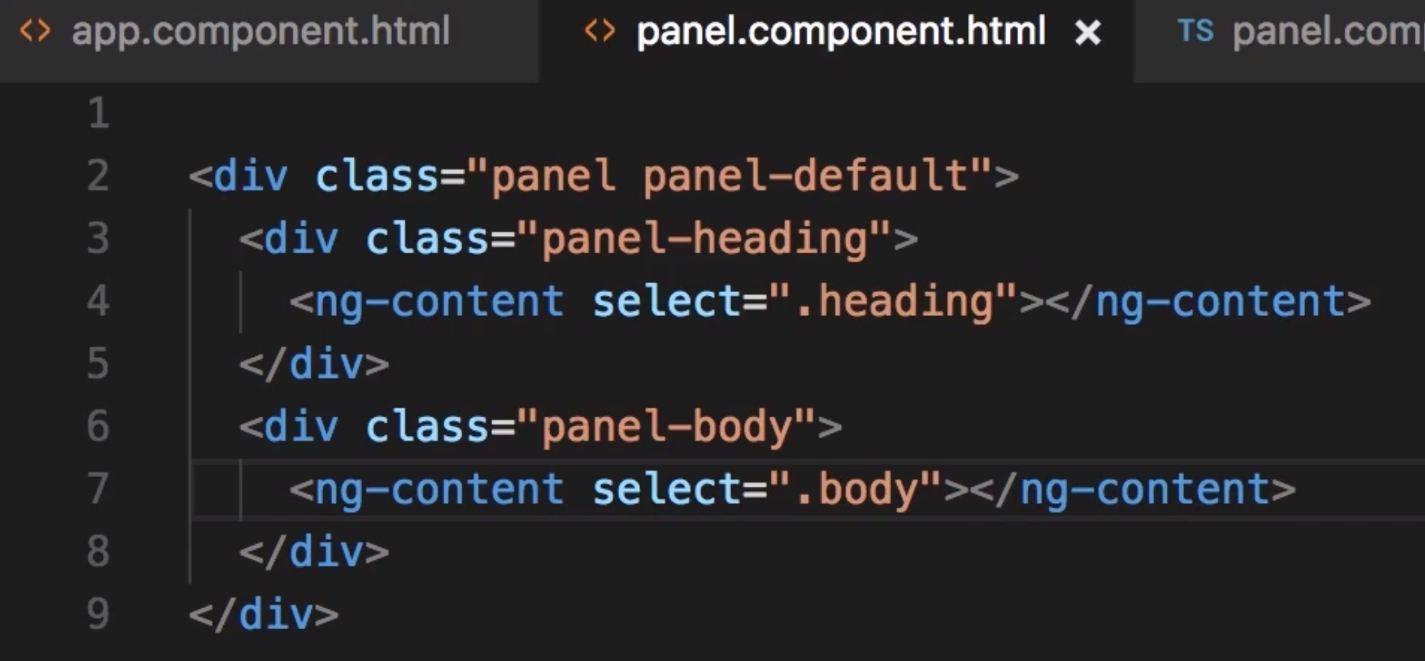 <> app.component.html <> panel.component.html × TS panel.com
1
2 <div class="panel panel-default">
3 <div class="panel-heading">
4 <ng-content select=".heading"></ng-content>
5 </div>
6 <div class="panel-body">
7 <ng-content select=".body"></ng-content>
8 </div>
9 </div>